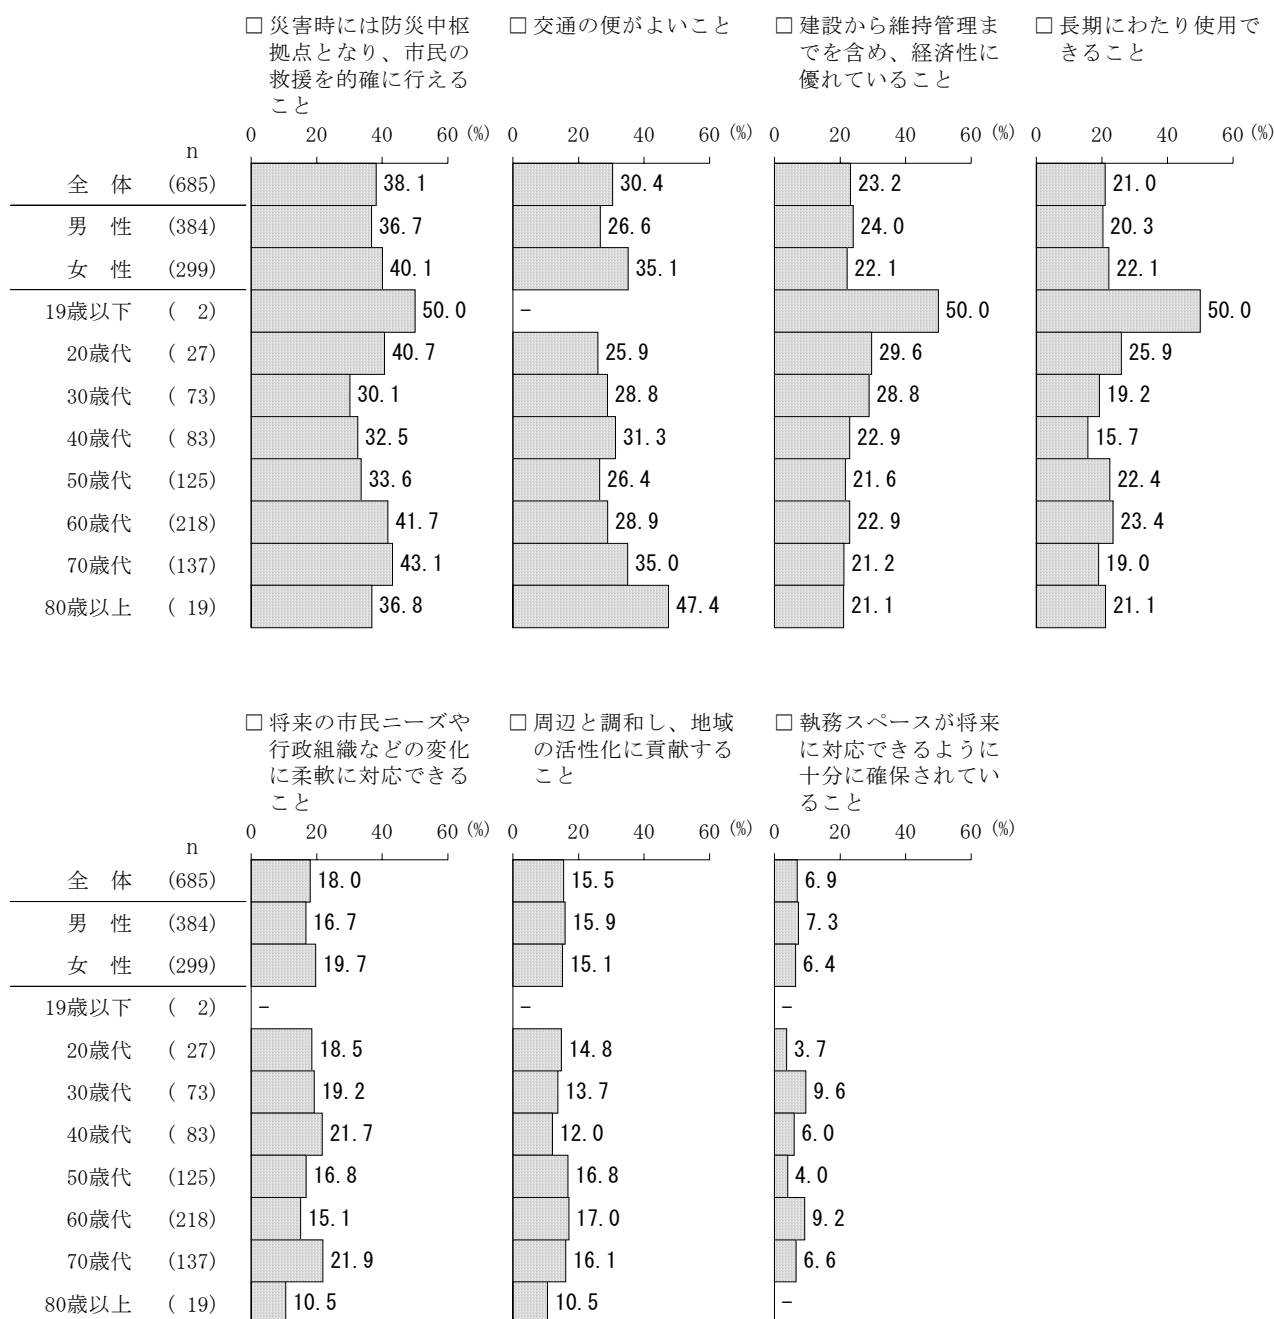 □ 災害時には防災中枢
拠点となり、市民の
救援を的確に行える
こと
□ 交通の便がよいこと
□ 建設から維持管理ま
でを含め、経済性に
優れていること
□ 長期にわたり使用で
きること
0 20 40 60 (%) 0 20 40 60 (%) 0 20 40 60 (%) 0 20 40 60 (%)
n
全 体 (685) 38.1 30.4 23.2 21.0
男 性 (384) 36.7 26.6 24.0 20.3
女 性 (299) 40.1 35.1 22.1 22.1
19歳以下 ( 2) 50.0 - 50.0 50.0
20歳代 ( 27) 40.7 25.9 29.6 25.9
30歳代 ( 73) 30.1 28.8 28.8 19.2
40歳代 ( 83) 32.5 31.3 22.9 15.7
50歳代 (125) 33.6 26.4 21.6 22.4
60歳代 (218) 41.7 28.9 22.9 23.4
70歳代 (137) 43.1 35.0 21.2 19.0
80歳以上 ( 19) 36.8 47.4 21.1 21.1
□ 将来の市民ニーズや
行政組織などの変化
に柔軟に対応できる
こと
□ 周辺と調和し、地域
の活性化に貢献する
こと
□ 執務スペースが将来
に対応できるように
十分に確保されてい
ること
0 20 40 60 (%) 0 20 40 60 (%) 0 20 40 60 (%)
n
全 体 (685) 18.0 15.5 6.9
男 性 (384) 16.7 15.9 7.3
女 性 (299) 19.7 15.1 6.4
19歳以下 ( 2) - - -
20歳代 ( 27) 18.5 14.8 3.7
30歳代 ( 73) 19.2 13.7 9.6
40歳代 ( 83) 21.7 12.0 6.0
50歳代 (125) 16.8 16.8 4.0
60歳代 (218) 15.1 17.0 9.2
70歳代 (137) 21.9 16.1 6.6
80歳以上 ( 19) 10.5 10.5 -